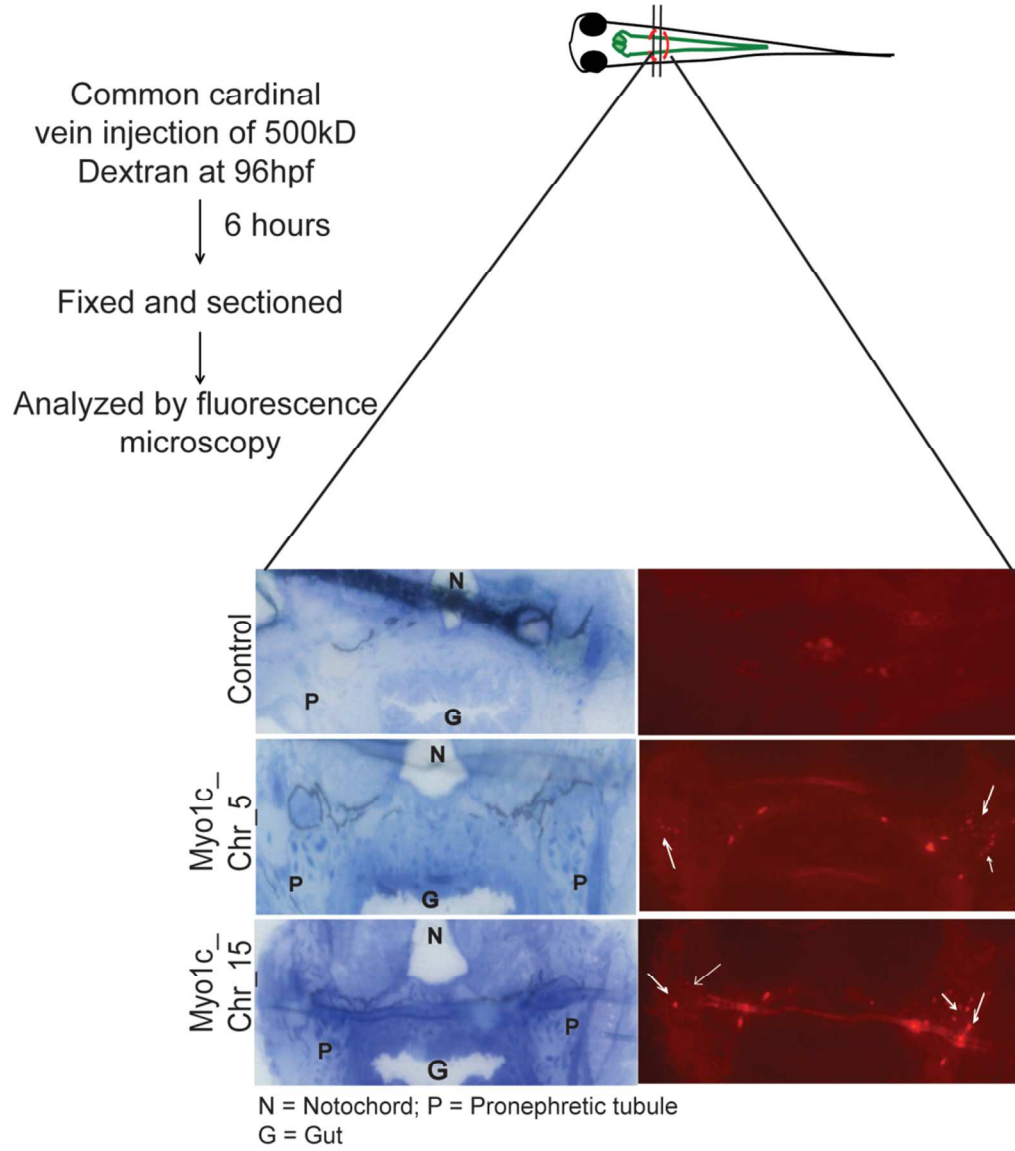 Common cardinal
vein injection of 500kD
Dextran at 96hpf
6 hours
Fixed and sectioned
Analyzed by fluorescence
microscopy
Control
N
P
G
Myo1c_
Chr_5
N
P
P
G
Myo1c_
Chr_15
N
P
P
G
N = Notochord; P = Pronephretic tubule
G = Gut